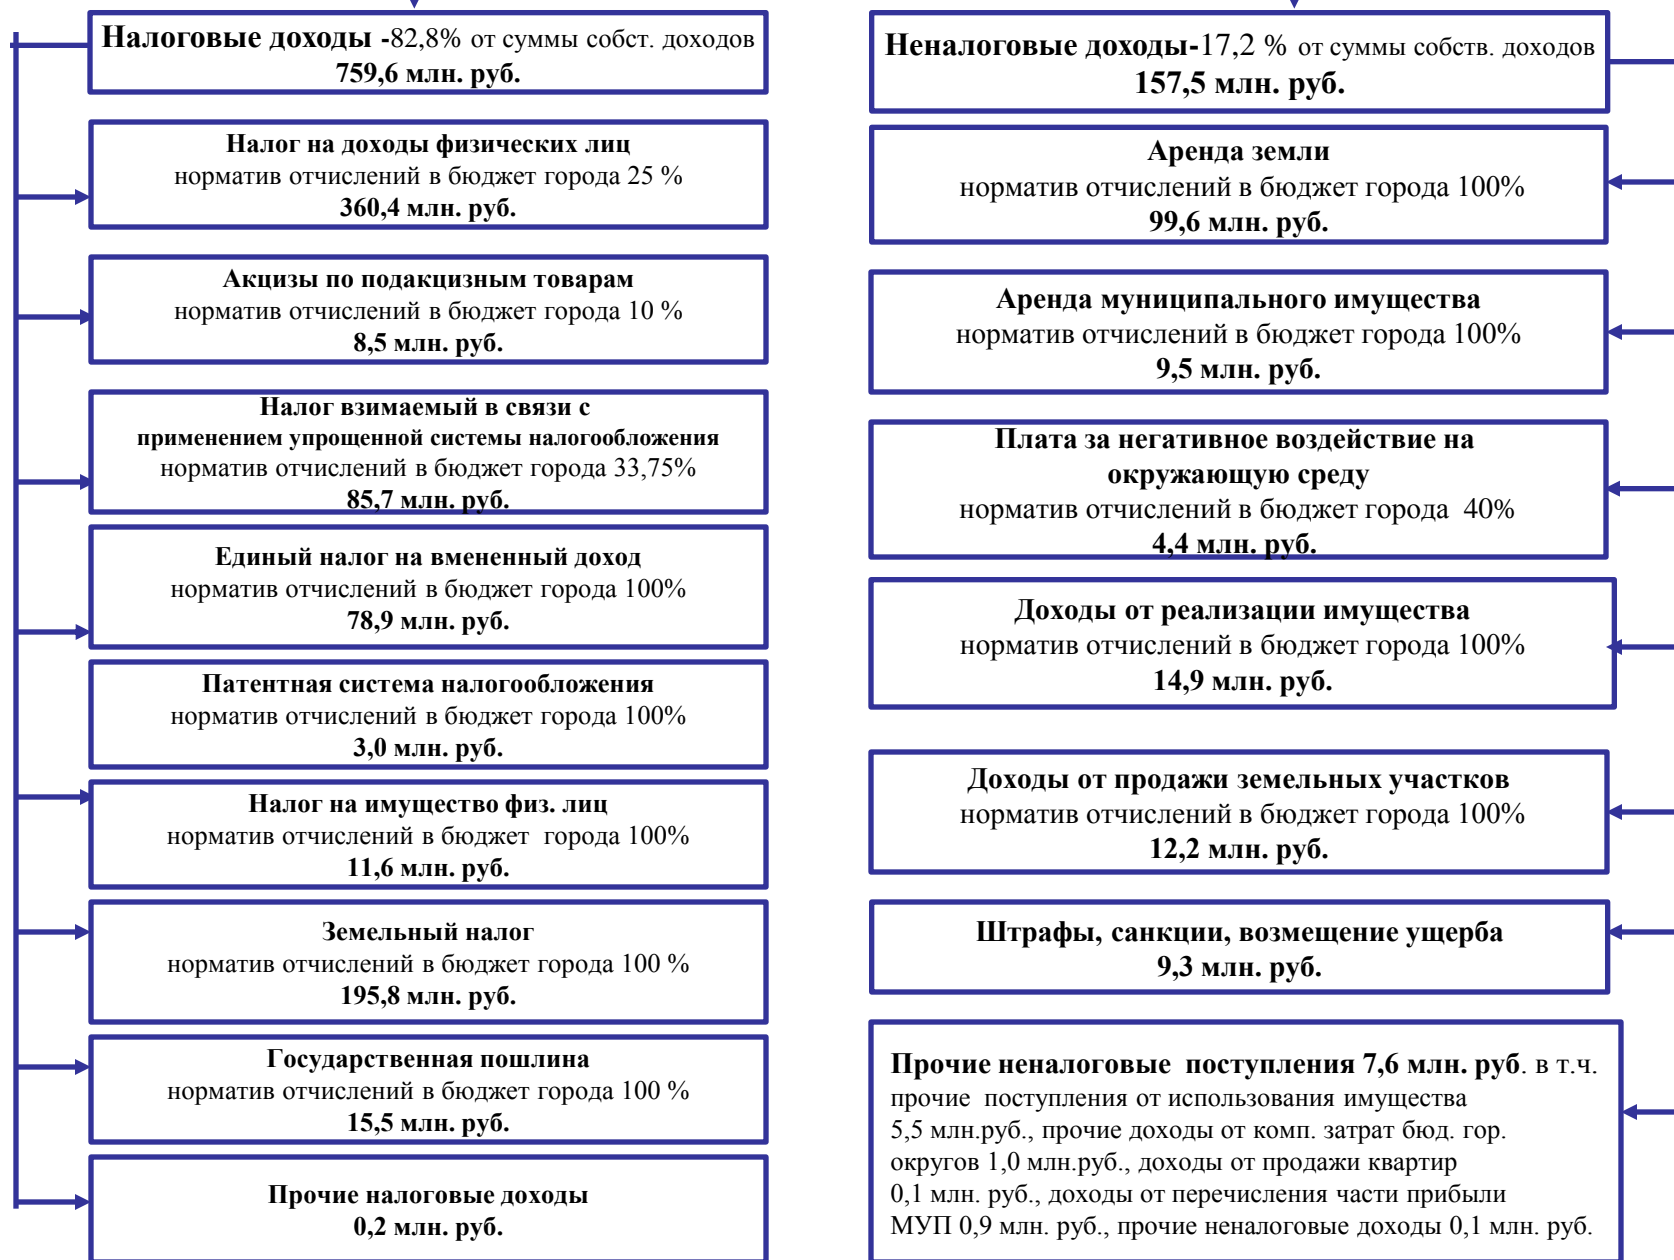 Налоговые доходы -82,8% от суммы собст. доходов
759,6 млн. руб.
Налог на доходы физических лиц
норматив отчислений в бюджет города 25 %
360,4 млн. руб.
Акцизы по подакцизным товарам
норматив отчислений в бюджет города 10 %
8,5 млн. руб.
Налог взимаемый в связи с
применением упрощенной системы налогообложения
норматив отчислений в бюджет города 33,75%
85,7 млн. руб.
Единый налог на вмененный доход
норматив отчислений в бюджет города 100%
78,9 млн. руб.
Патентная система налогообложения
норматив отчислений в бюджет города 100%
3,0 млн. руб.
Налог на имущество физ. лиц
норматив отчислений в бюджет города 100%
11,6 млн. руб.
Земельный налог
норматив отчислений в бюджет города 100 %
195,8 млн. руб.
Государственная пошлина
норматив отчислений в бюджет города 100 %
15,5 млн. руб.
Прочие налоговые доходы
0,2 млн. руб.
Неналоговые доходы-17,2 % от суммы собств. доходов
157,5 млн. руб.
Аренда земли
норматив отчислений в бюджет города 100%
99,6 млн. руб.
Аренда муниципального имущества
норматив отчислений в бюджет города 100%
9,5 млн. руб.
Плата за негативное воздействие на
окружающую среду
норматив отчислений в бюджет города 40%
4,4 млн. руб.
Доходы от реализации имущества
норматив отчислений в бюджет города 100%
14,9 млн. руб.
Доходы от продажи земельных участков
норматив отчислений в бюджет города 100%
12,2 млн. руб.
Штрафы, санкции, возмещение ущерба
9,3 млн. руб.
Прочие неналоговые поступления 7,6 млн. руб. в т.ч.
прочие поступления от использования имущества
5,5 млн.руб., прочие доходы от комп. затрат бюд. гор.
округов 1,0 млн.руб., доходы от продажи квартир
0,1 млн. руб., доходы от перечисления части прибыли
МУП 0,9 млн. руб., прочие неналоговые доходы 0,1 млн. руб.